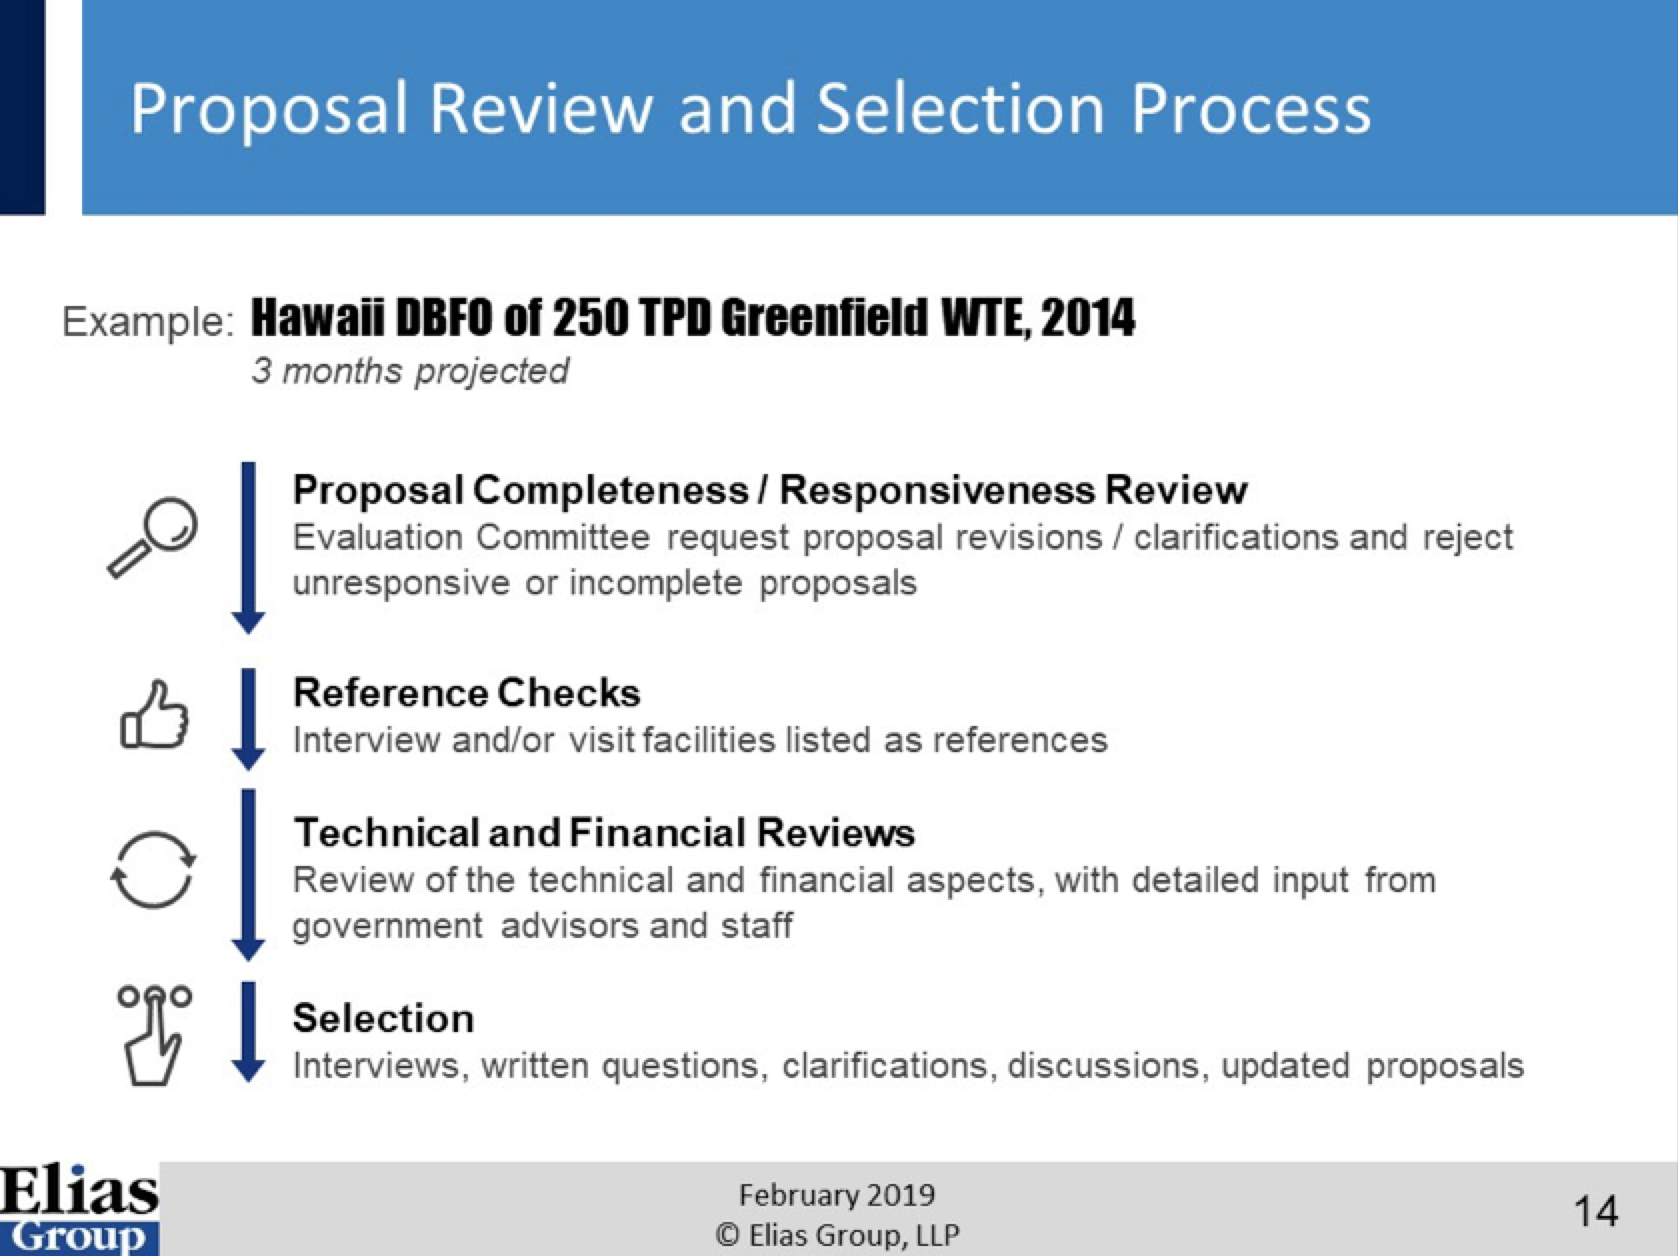 Proposal Review and Selection Process
Example: Hawaii DBFO of 250 TPD Greenfield WTE, 2014
3 months projected
Proposal Completeness / Responsiveness Review
Evaluation Committee request proposal revisions / clarifications and reject
unresponsive or incomplete proposals
Reference Checks
Interview and/or visit facilities listed as references
Technical and Financial Reviews
Review of the technical and financial aspects, with detailed input from
government advisors and staff
Selection
Interviews, written questions, clarifications, discussions, updated proposals
Elias
Group
February 2019
© Elias Group, LLP
14